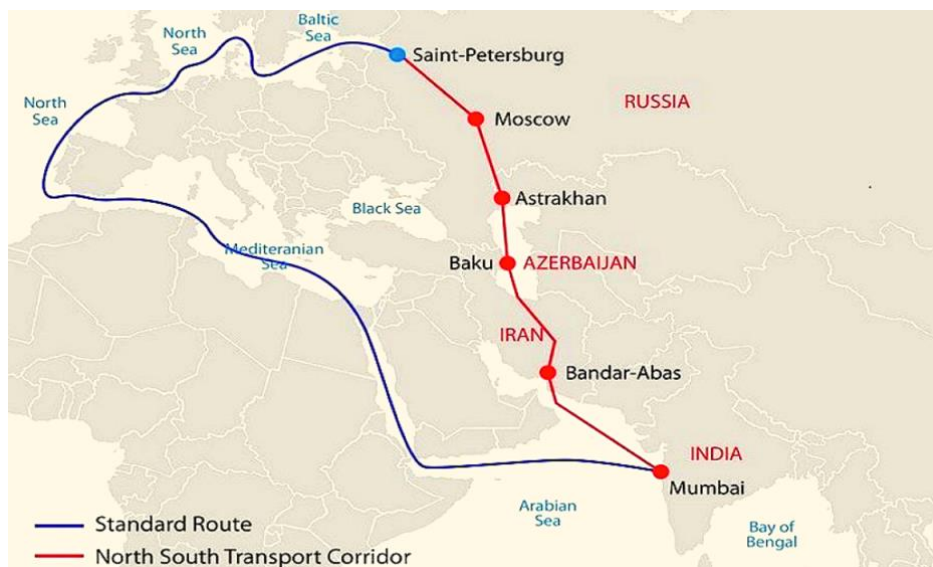 Baltic
Sea
North
Sea
Saint-Petersburg
North
Sea
RUSSIA
Moscow
Astrakhan
Black Sea
Mediteranian
Sea
Baku
AZERBAIJAN
IRAN
Bandar-Abas
INDIA
Mumbai
Arabian
Sea
Bay of
Bengal
Standard Route
North South Transport Corridor